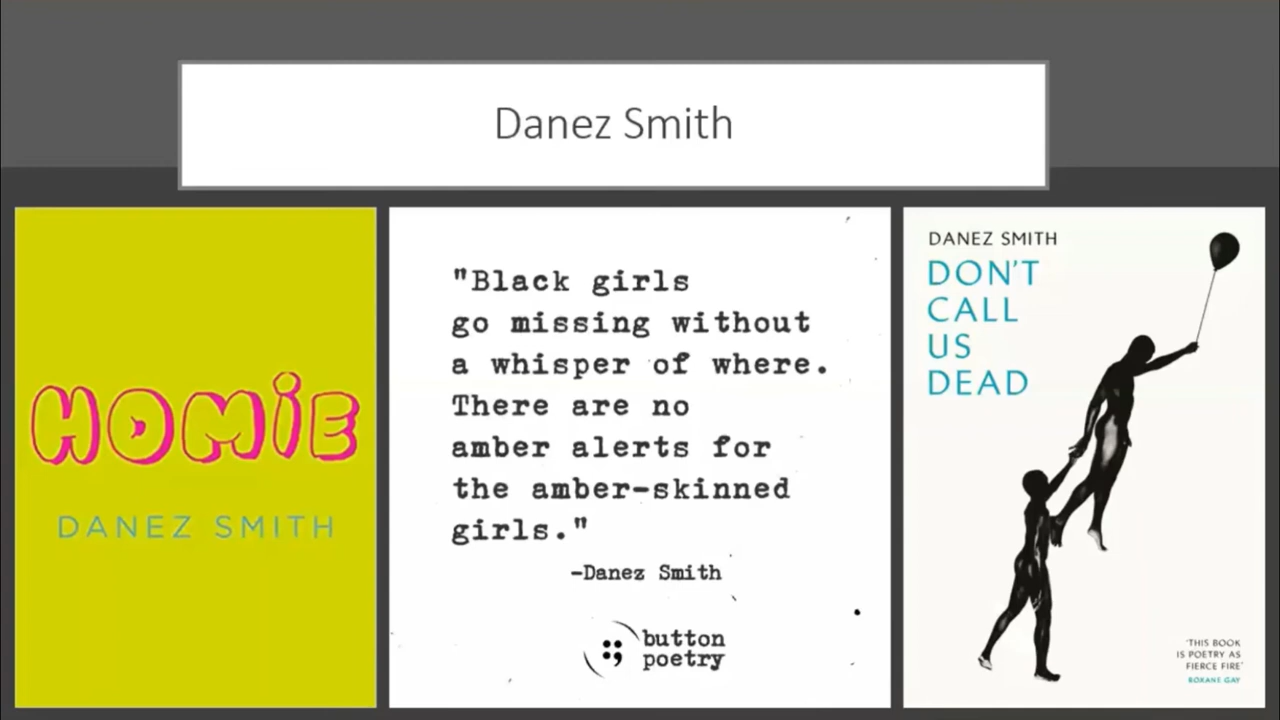 Danez Smith
HOMiE
DANEZ SMITH
"Black girls
go missing without
a whisper of where.
There are no
amber alerts for
the amber-skinned
girls."
-Danez Smith
button
poetry
DANEZ SMITH
DON'T
CALL
US
DEAD
'THIS BOOK
IS POETRY AS
FIERCE FIRE'
ROXANE GAY